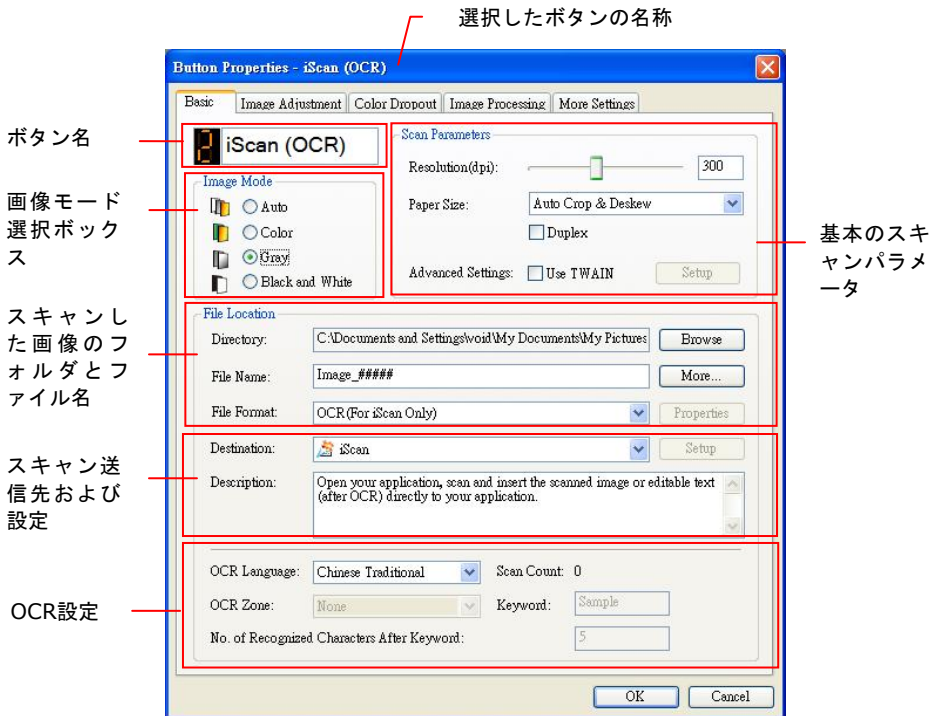 選択したボタンの名称
Button Properties - iScan (OCR)
Basic Image Adjustment Color Dropout Image Processing More Settings
ボタン名
2 iScan (OCR)
画像モード
選択ボック
ス
Image Mode
Auto
Color
Gray
Black and White
Scan Parameters
Resolution(dpi): 300
Paper Size: Auto Crop & Deskew
Duplex
Advanced Settings: Use TWAIN Setup
基本のスキ
ャンパラメ
ータ
スキャンし
た画像のフ
ォルダとフ
ァイル名
File Location
Directory: C:\Documents and Settings\void\My Documents\My Pictures Browse
File Name: Image_##### More...
File Format: OCR(For iScan Only) Properties
スキャン送
信先および
設定
Destination: iScan Setup
Description: Open your application, scan and insert the scanned image or editable text
(after OCR) directly to your application.
OCR設定
OCR Language: Chinese Traditional Scan Count: 0
OCR Zone: None Keyword: Sample
No. of Recognized Characters After Keyword: 5
OK Cancel